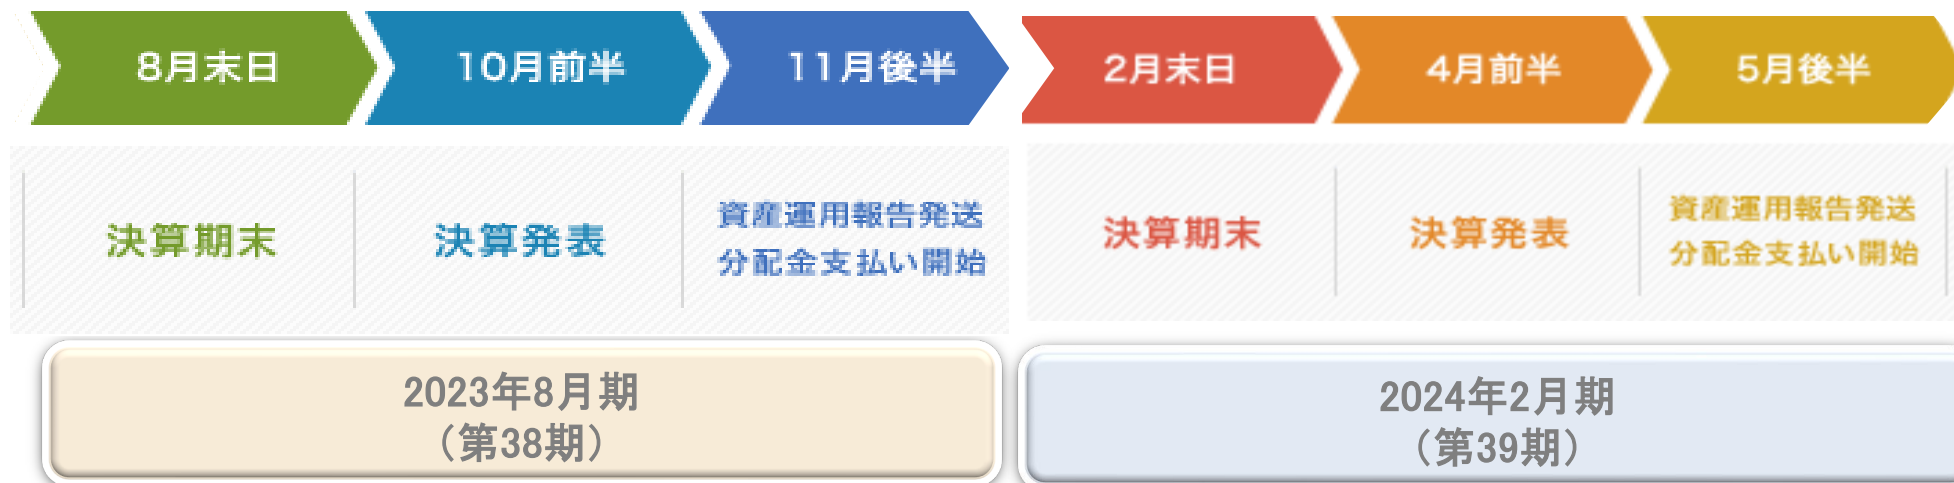 8月末日
10月前半
11月後半
2月末日
4月前半
5月後半
決算期末
決算発表
資産運用報告発送
分配金支払い開始
決算期末
決算発表
資産運用報告発送
分配金支払い開始
2023年8月期
（第38期）
2024年2月期
（第39期）